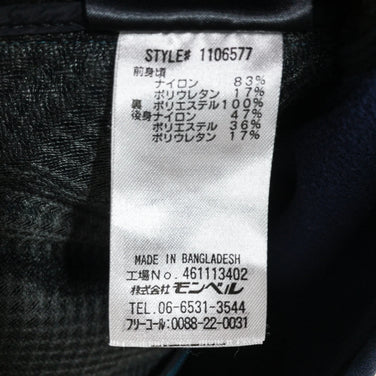 STYLE# 1106577
前身頃
ナイロン 83%
ポリウレタン 17%
裏 ポリエステル 100%
後身ナイロン 47%
ポリエステル 36%
ポリウレタン 17%
MADE IN BANGLADESH
工場No. 461113402
株式会社 モンベル
TEL. 06-6531-3544
フリーコール:0088-22-0031